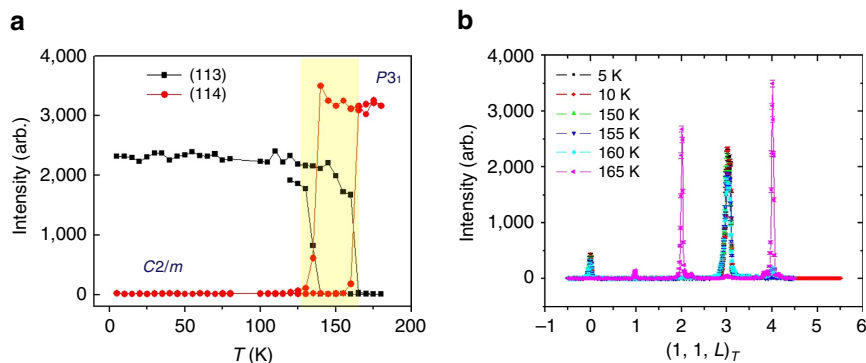 a
Intensity (arb.)
4,000
3,000
2,000
1,000
0
(113)
(114)
P3₁
C2/m
0 50 100 150 200
T (K)
b
Intensity (arb.)
4,000
3,000
2,000
1,000
0
5 K
10 K
150 K
155 K
160 K
165 K
−1 0 1 2 3 4 5 6
(1, 1, L)T